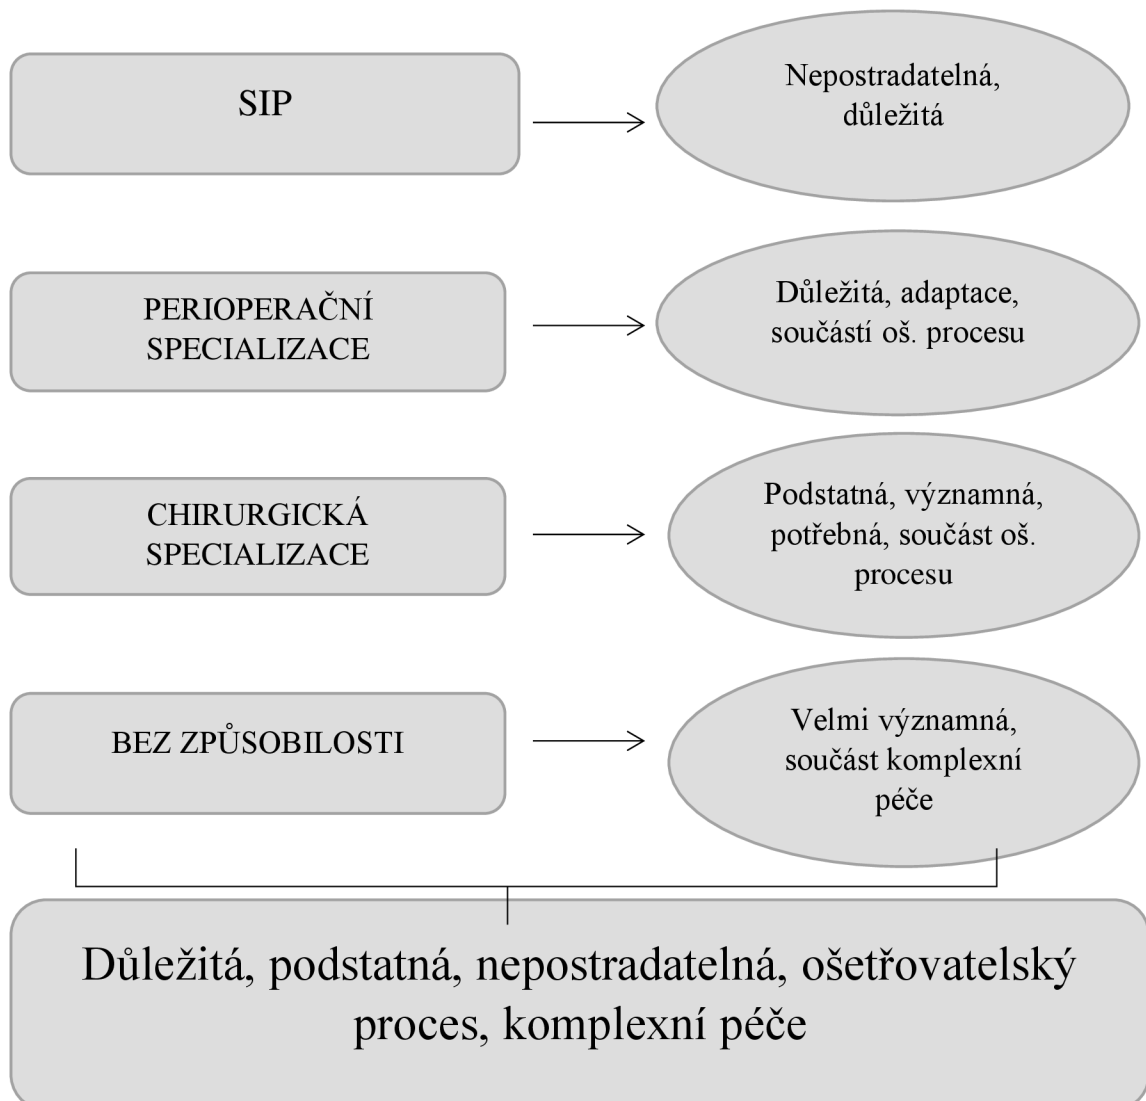 SIP
Nepostradatelná,
důležitá
PERIOPERAČNÍ
SPECIALIZACE
Důležitá, adaptace,
součástí oš. procesu
CHIRURGICKÁ
SPECIALIZACE
Podstatná, významná,
potřebná, součást oš.
procesu
BEZ ZPŮSOBILOSTI
Velmi významná,
součást komplexní
péče
Důležitá, podstatná, nepostradatelná, ošetřovatelský
proces, komplexní péče